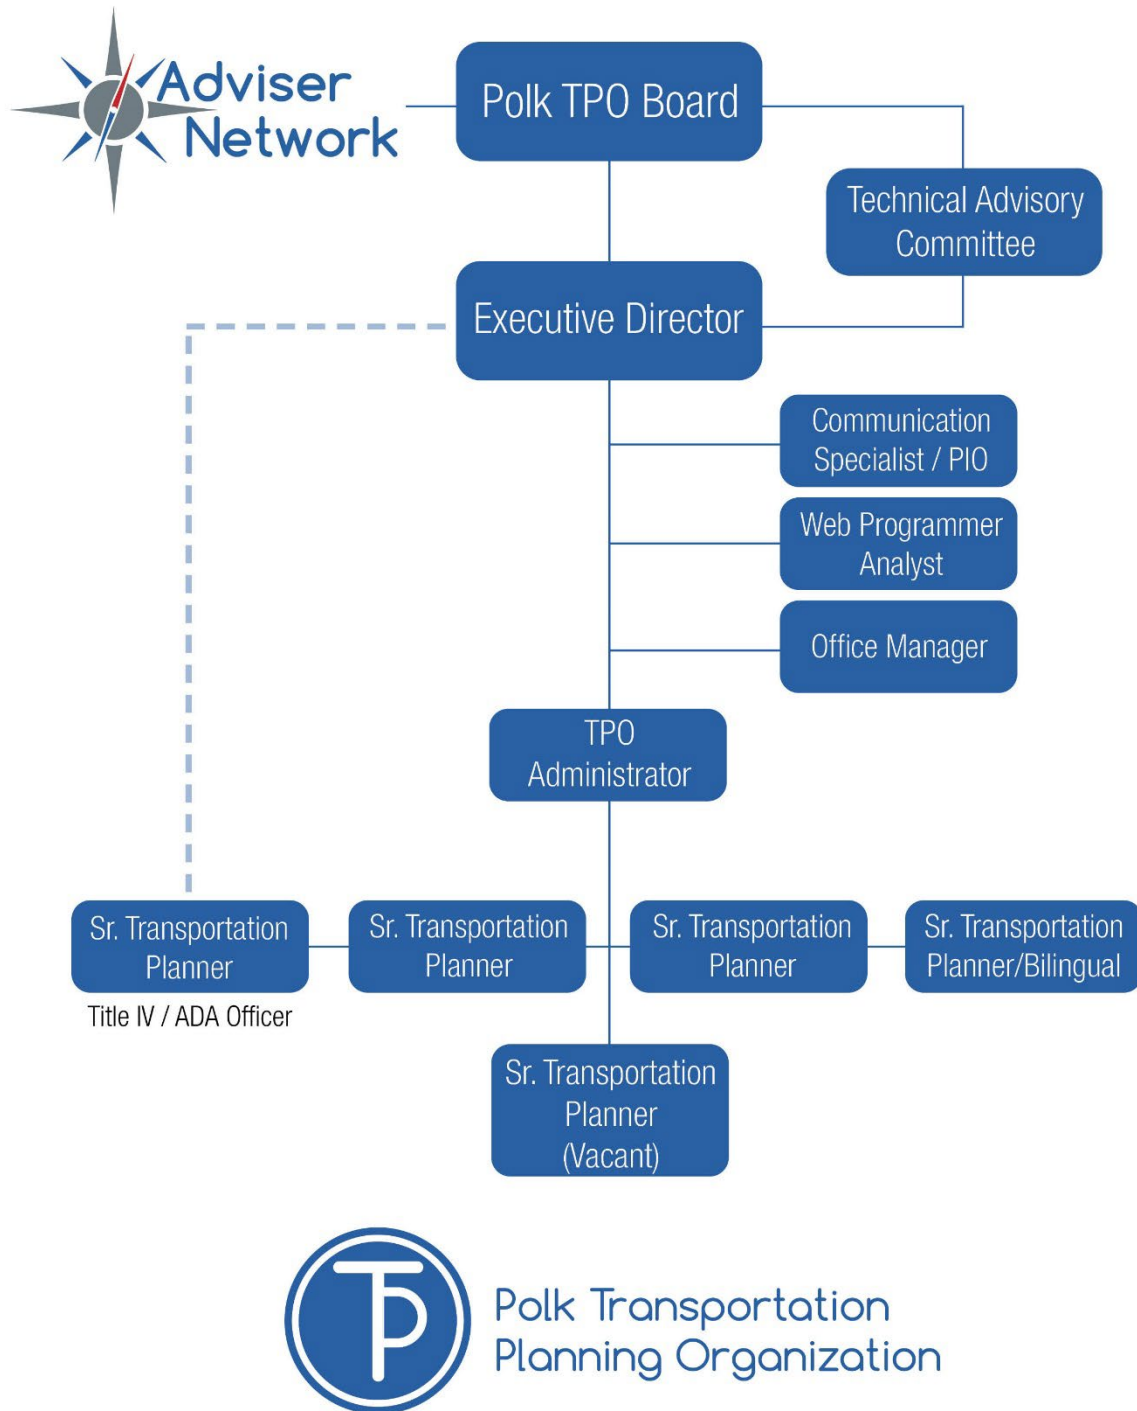 Adviser
Network
Polk TPO Board
Technical Advisory
Committee
Executive Director
Communication
Specialist / PIO
Web Programmer
Analyst
Office Manager
TPO
Administrator
Sr. Transportation
Planner
Title IV / ADA Officer
Sr. Transportation
Planner
Sr. Transportation
Planner
Sr. Transportation
Planner/Bilingual
Sr. Transportation
Planner
(Vacant)
TP
Polk Transportation
Planning Organization